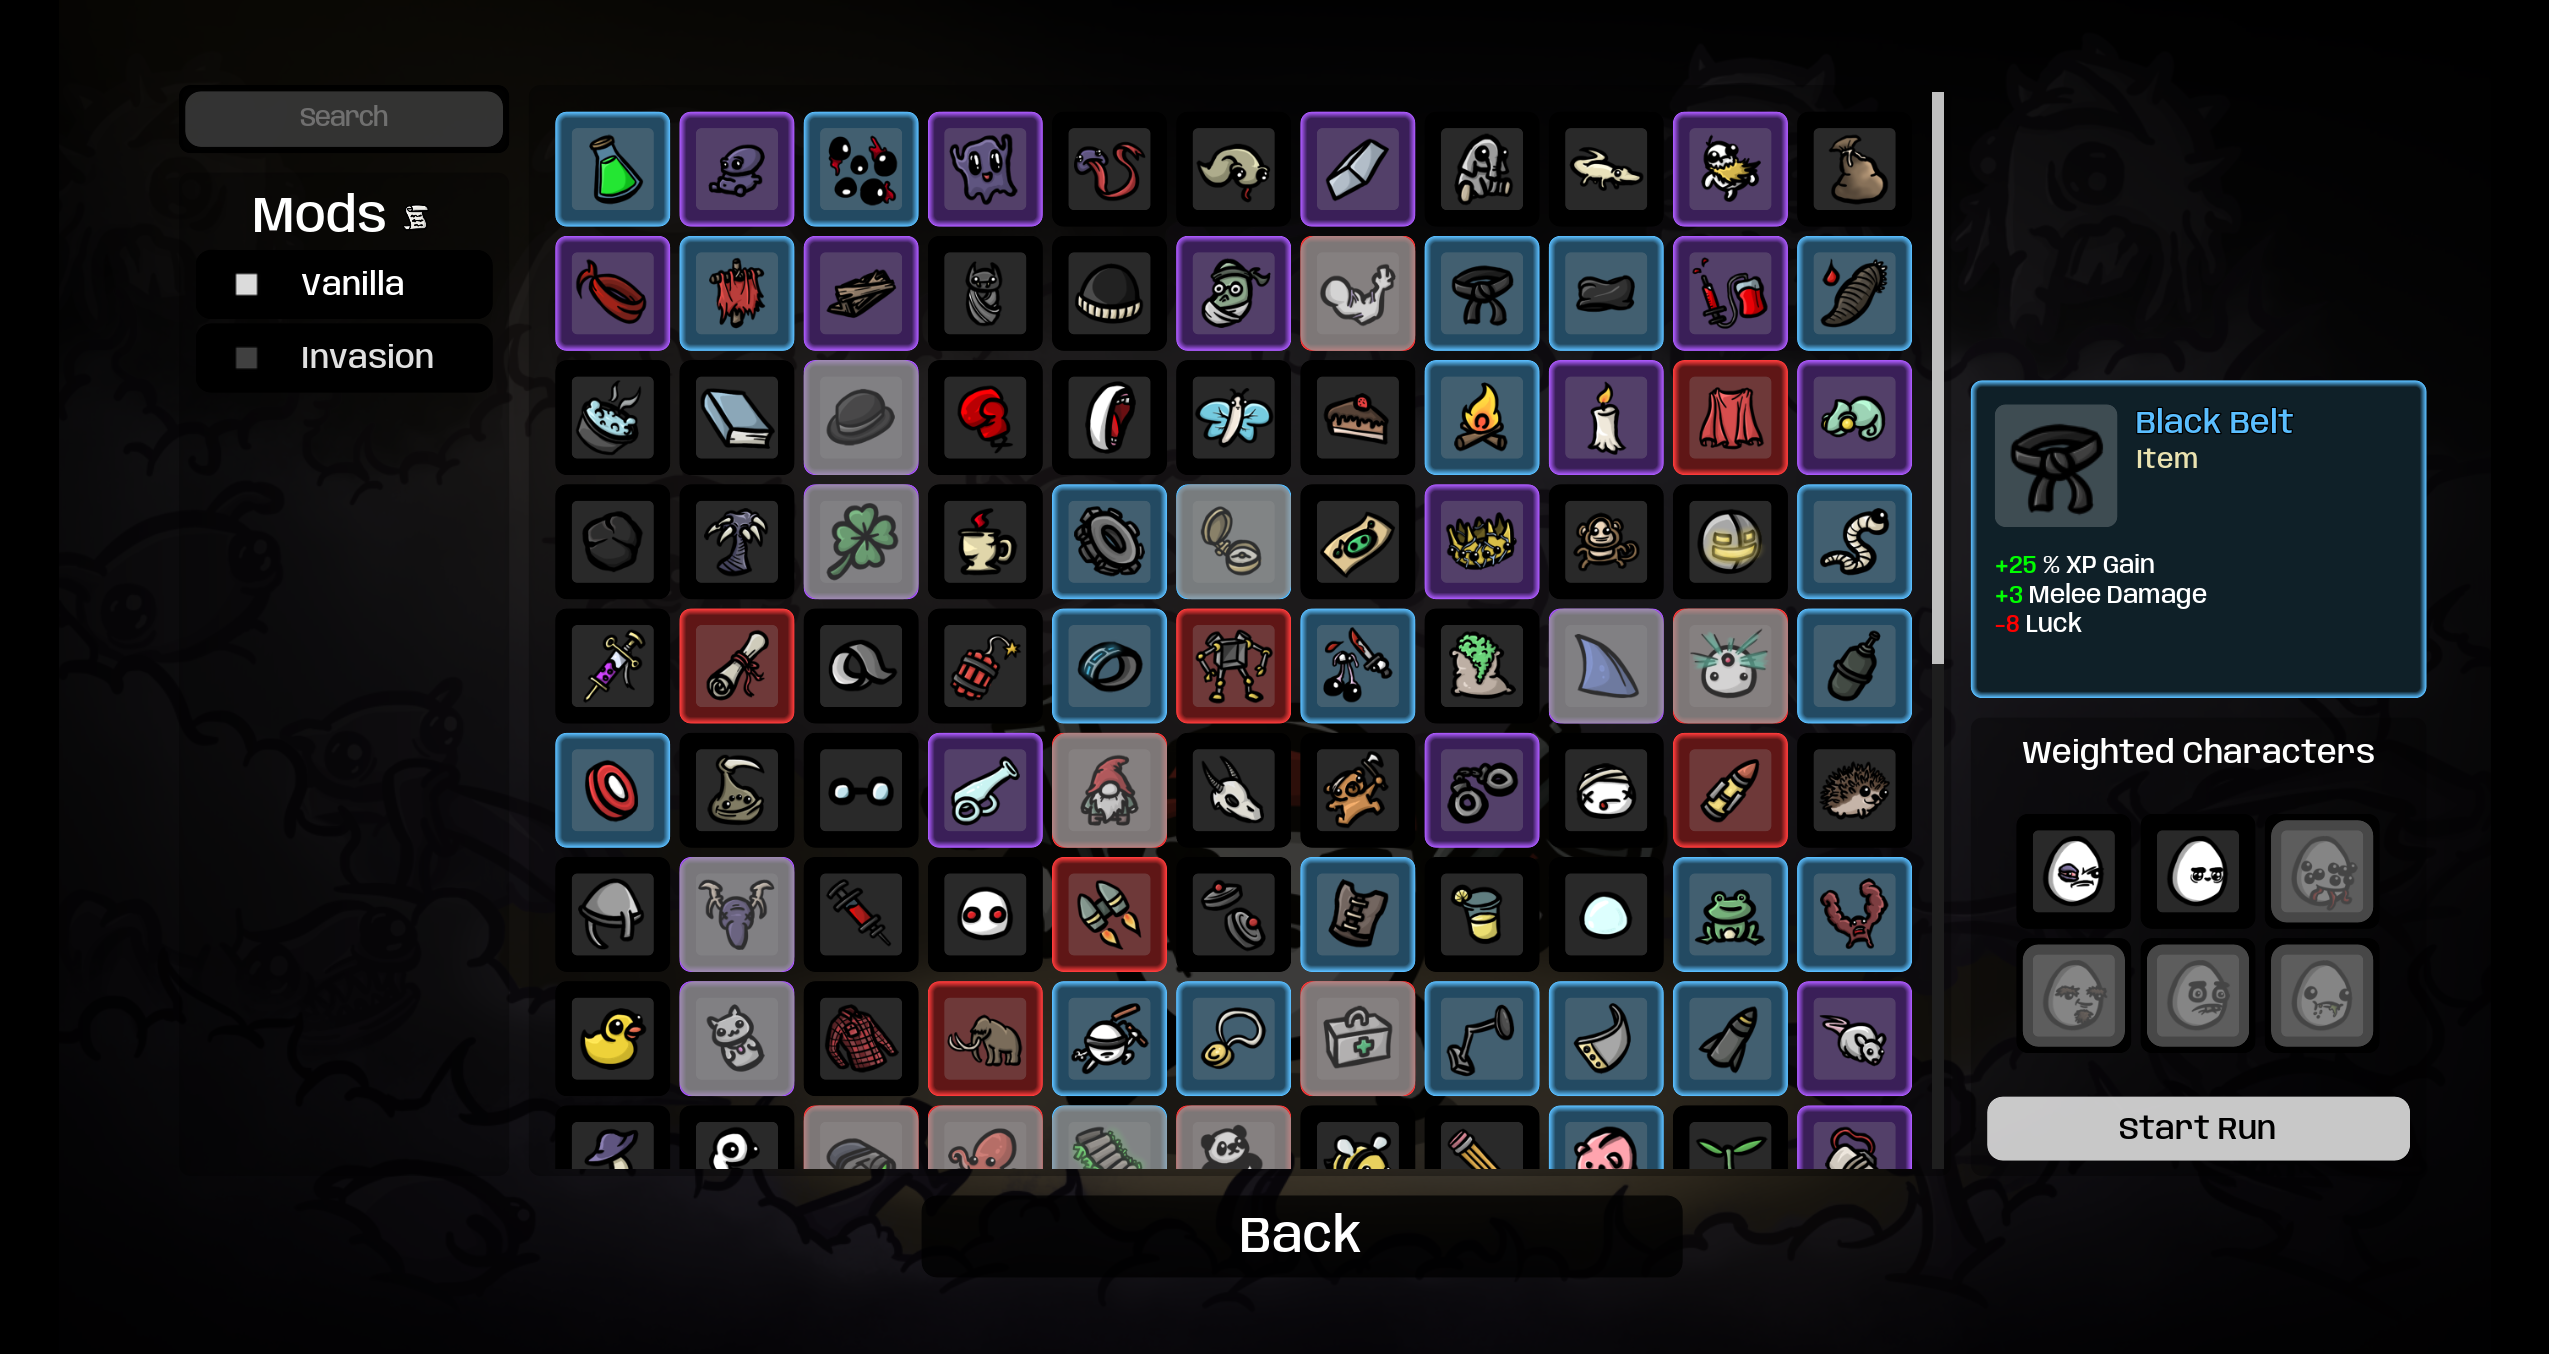 Search
Mods
Vanilla
Invasion
Black Belt
Item
+25 % XP Gain
+3 Melee Damage
-8 Luck
Weighted Characters
Start Run
Back